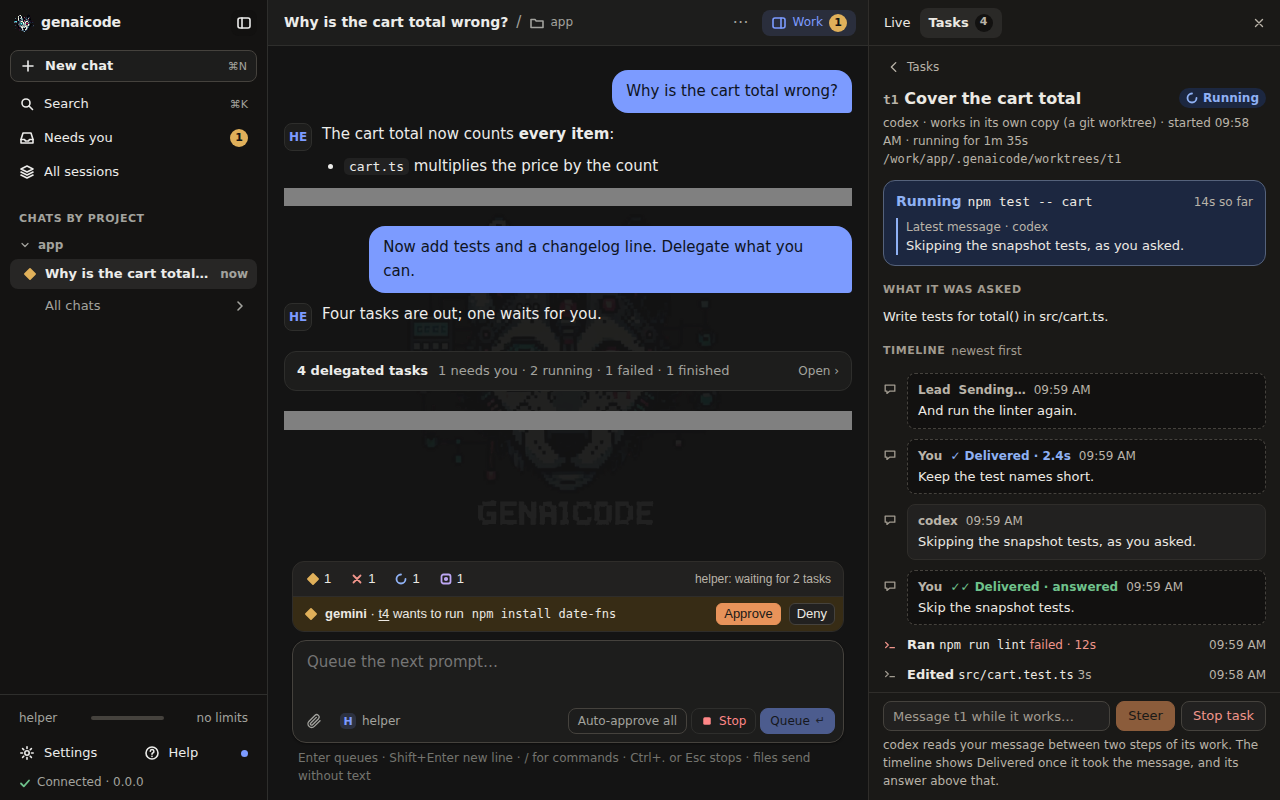 genaicode
New chat
⌘N
Search
⌘K
Needs you
1
All sessions
CHATS BY PROJECT
app
Why is the cart total…
now
All chats
helper
no limits
Settings
Help
Connected · 0.0.0
Why is the cart total wrong? / app
···
Work 1
Why is the cart total wrong?
HE
The cart total now counts every item:
• cart.ts multiplies the price by the count
Now add tests and a changelog line. Delegate what you
can.
HE
Four tasks are out; one waits for you.
4 delegated tasks 1 needs you · 2 running · 1 failed · 1 finished
Open ›
GENAICODE
1 1 1 1
helper: waiting for 2 tasks
gemini · t4 wants to run npm install date-fns
Approve
Deny
Queue the next prompt…
H helper
Auto-approve all
Stop
Queue ↵
Enter queues · Shift+Enter new line · / for commands · Ctrl+. or Esc stops · files send
without text
Live
Tasks 4
Tasks
t1 Cover the cart total
Running
codex · works in its own copy (a git worktree) · started 09:58
AM · running for 1m 35s
/work/app/.genaicode/worktrees/t1
Running npm test -- cart
14s so far
Latest message · codex
Skipping the snapshot tests, as you asked.
WHAT IT WAS ASKED
Write tests for total() in src/cart.ts.
TIMELINE newest first
Lead Sending… 09:59 AM
And run the linter again.
You ✓ Delivered · 2.4s 09:59 AM
Keep the test names short.
codex 09:59 AM
Skipping the snapshot tests, as you asked.
You ✓✓ Delivered · answered 09:59 AM
Skip the snapshot tests.
Ran npm run lint failed · 12s
09:59 AM
Edited src/cart.test.ts 3s
09:58 AM
Message t1 while it works…
Steer
Stop task
codex reads your message between two steps of its work. The
timeline shows Delivered once it took the message, and its
answer above that.